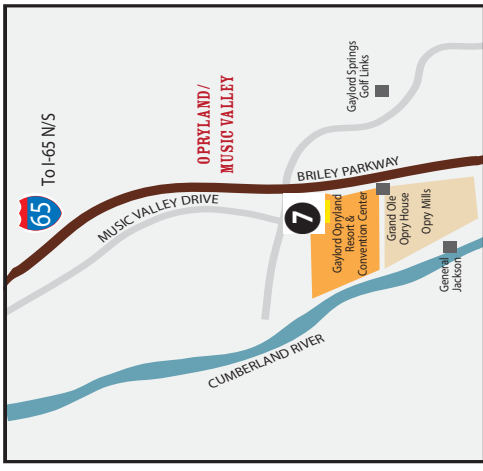 65
To I-65 N/S
OPRYLAND/
MUSIC VALLEY
Gaylord Springs
Golf Links
MUSIC VALLEY DRIVE
BRILEY PARKWAY
7
Gaylord Opryland
Resort &
Convention Center
Grand Ole
Opry House
Opry Mills
General
Jackson
CUMBERLAND RIVER